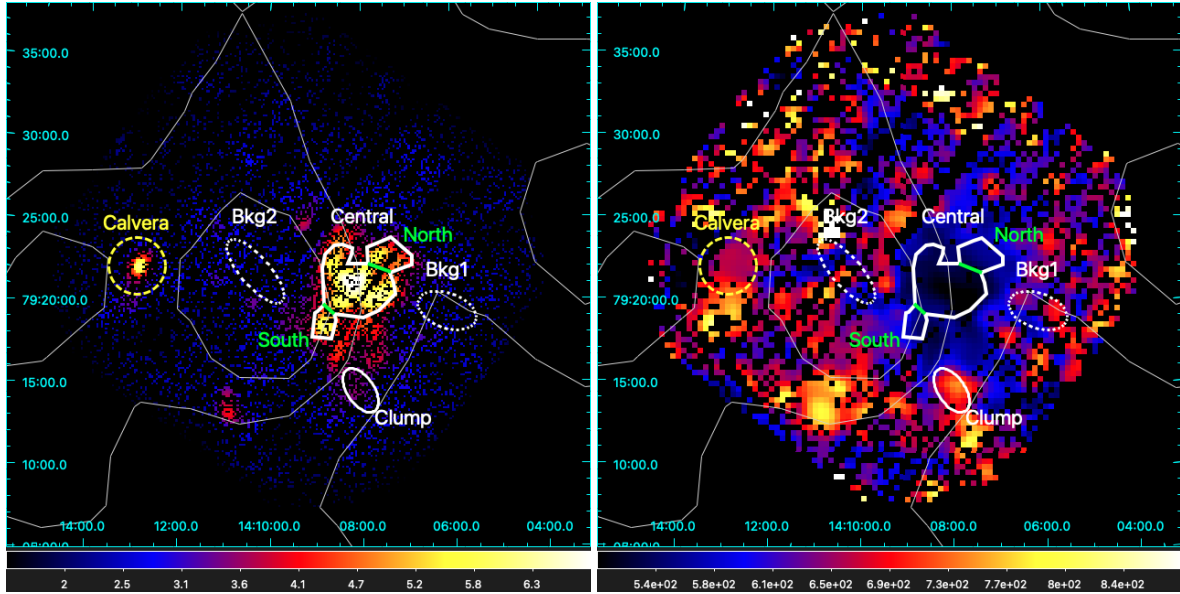 35:00.0
30:00.0
25:00.0
79:20:00.0
15:00.0
10:00.0
14:00.0 12:00.0 14:10:00.0 08:00.0 06:00.0 04:00.0
Calvera
Bkg2
Central
North
Bkg1
South
Clump
2 2.5 3.1 3.6 4.1 4.7 5.2 5.8 6.3
35:00.0
30:00.0
25:00.0
79:20:00.0
15:00.0
10:00.0
14:00.0 12:00.0 14:10:00.0 08:00.0 06:00.0 04:00.0
Calvera
Bkg2
Central
North
Bkg1
South
Clump
5.4e+02 5.8e+02 6.1e+02 6.5e+02 6.9e+02 7.3e+02 7.7e+02 8e+02 8.4e+02